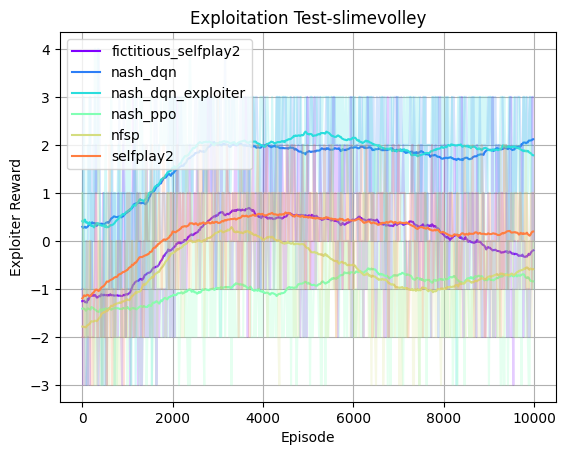 Exploitation Test-slimevolley
fictitious_selfplay2
nash_dqn
nash_dqn_exploiter
nash_ppo
nfsp
selfplay2
Exploiter Reward
4
3
2
1
0
−1
−2
−3
0 2000 4000 6000 8000 10000
Episode